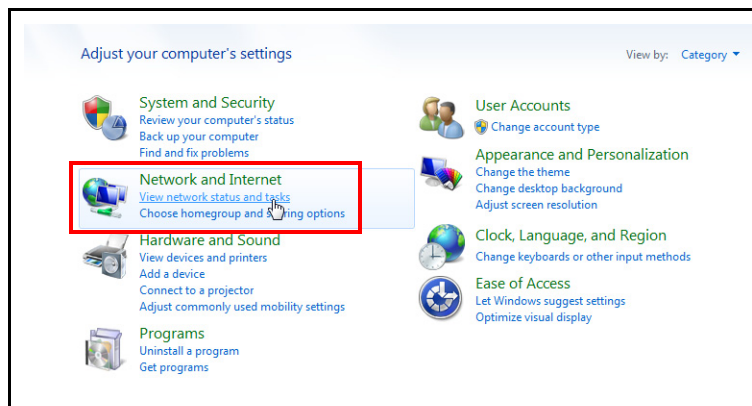 Adjust your computer's settings
View by: Category
System and Security
Review your computer's status
Back up your computer
Find and fix problems
Network and Internet
View network status and tasks
Choose homegroup and sharing options
Hardware and Sound
View devices and printers
Add a device
Connect to a projector
Adjust commonly used mobility settings
Programs
Uninstall a program
Get programs
User Accounts
Change account type
Appearance and Personalization
Change the theme
Change desktop background
Adjust screen resolution
Clock, Language, and Region
Change keyboards or other input methods
Ease of Access
Let Windows suggest settings
Optimize visual display